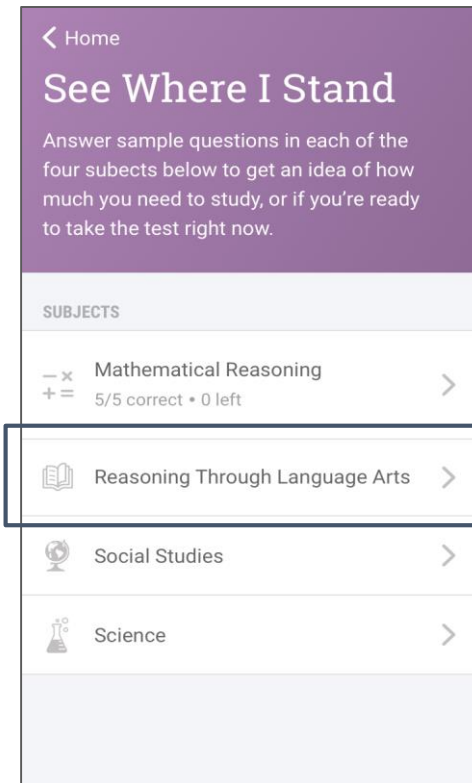 Home
See Where I Stand
Answer sample questions in each of the
four subects below to get an idea of how
much you need to study, or if you’re ready
to take the test right now.
SUBJECTS
Mathematical Reasoning
5/5 correct • 0 left
Reasoning Through Language Arts
Social Studies
Science